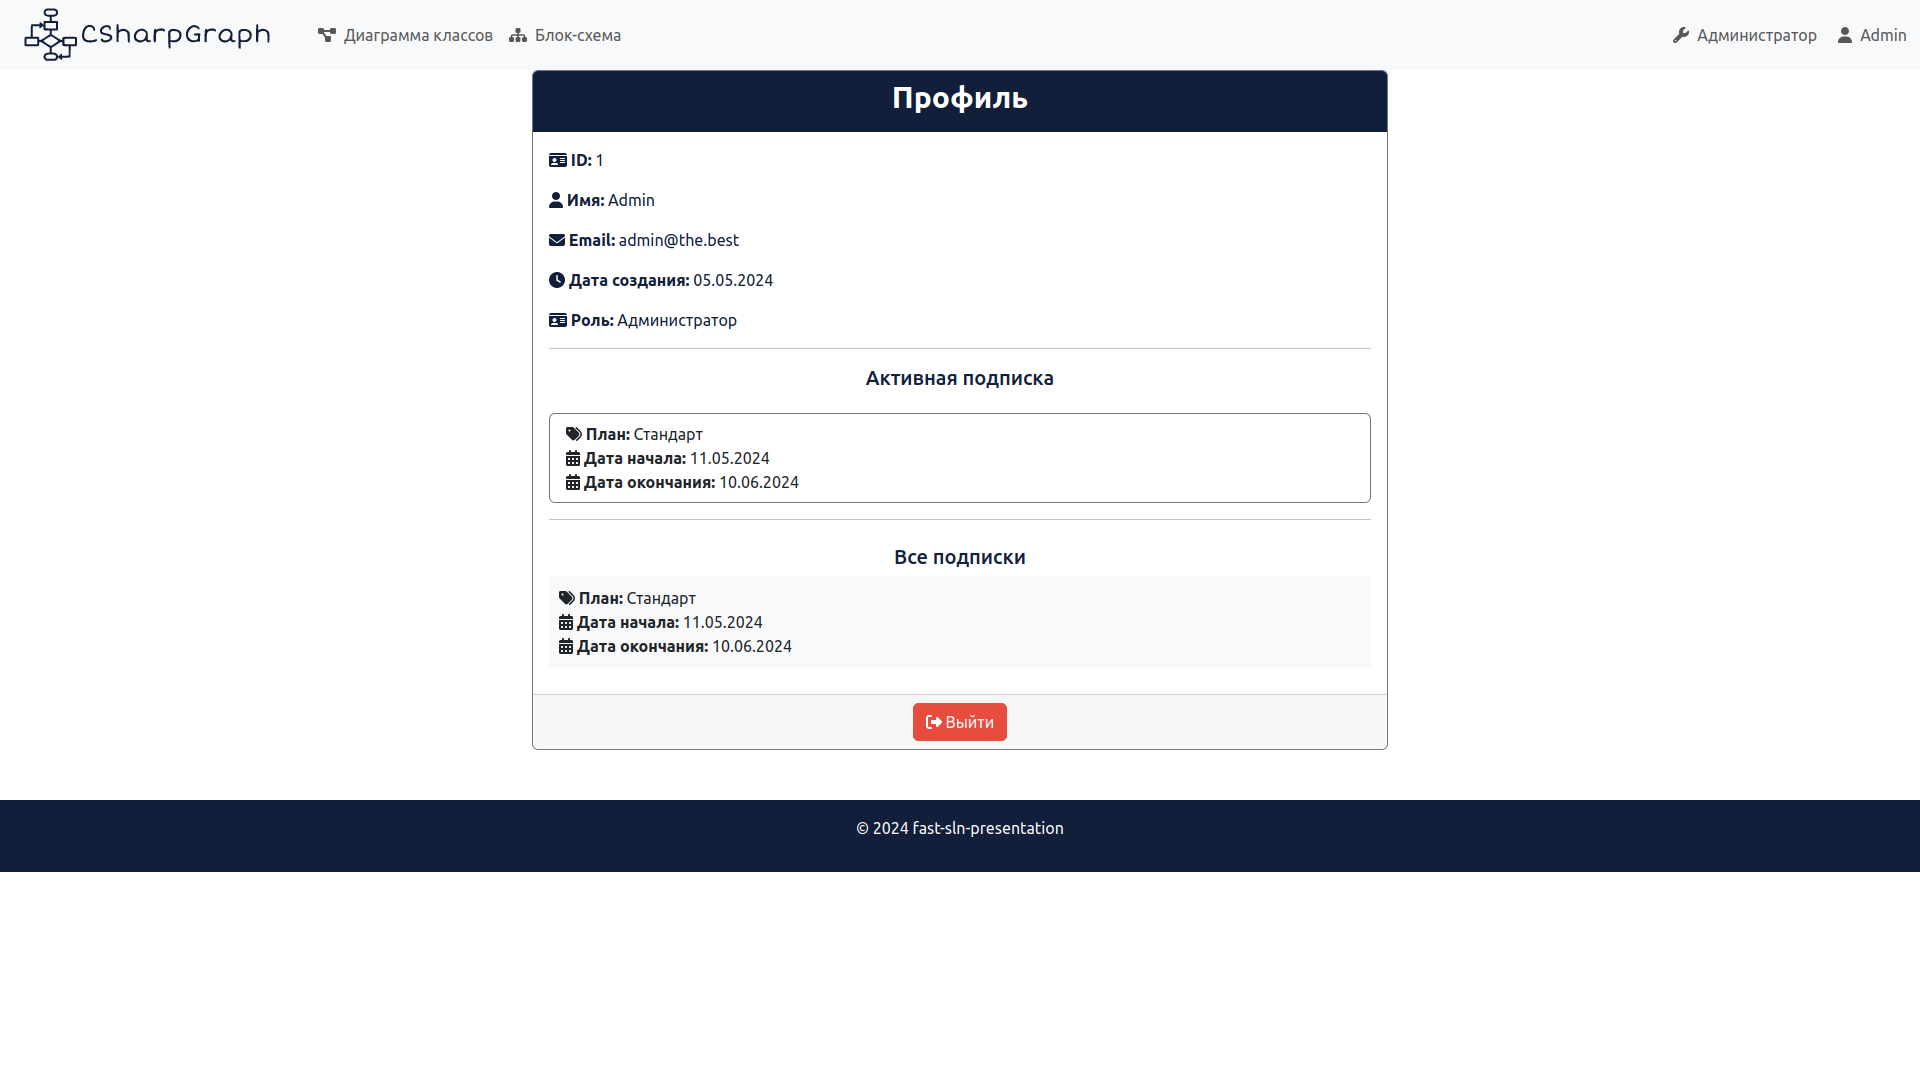 CSharpGraph
Диаграмма классов
Блок-схема
Администратор
Admin
Профиль
ID: 1
Имя: Admin
Email: admin@the.best
Дата создания: 05.05.2024
Роль: Администратор
Активная подписка
План: Стандарт
Дата начала: 11.05.2024
Дата окончания: 10.06.2024
Все подписки
План: Стандарт
Дата начала: 11.05.2024
Дата окончания: 10.06.2024
Выйти
© 2024 fast-sln-presentation